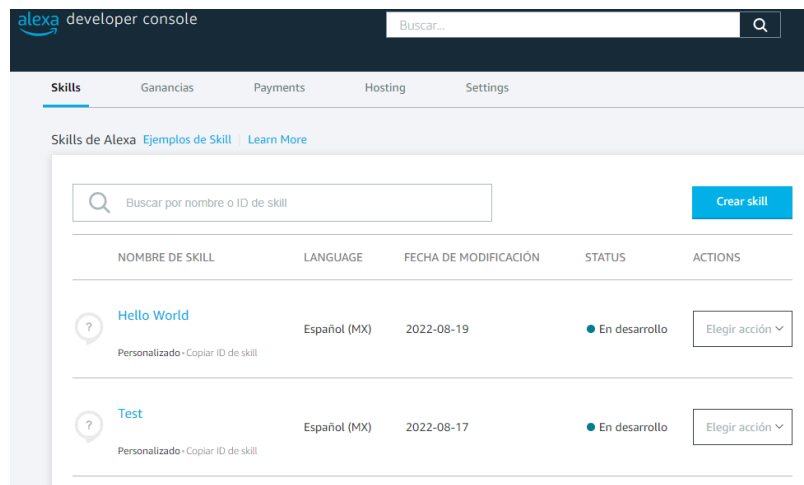 alexa developer console
Buscar...
Skills Ganancias Payments Hosting Settings
Skills de Alexa Ejemplos de Skill | Learn More
Buscar por nombre o ID de skill
Crear skill
NOMBRE DE SKILL LANGUAGE FECHA DE MODIFICACIÓN STATUS ACTIONS
?
Hello World
Español (MX) 2022-08-19 En desarrollo Elegir acción
Personalizado • Copiar ID de skill
?
Test
Español (MX) 2022-08-17 En desarrollo Elegir acción
Personalizado • Copiar ID de skill